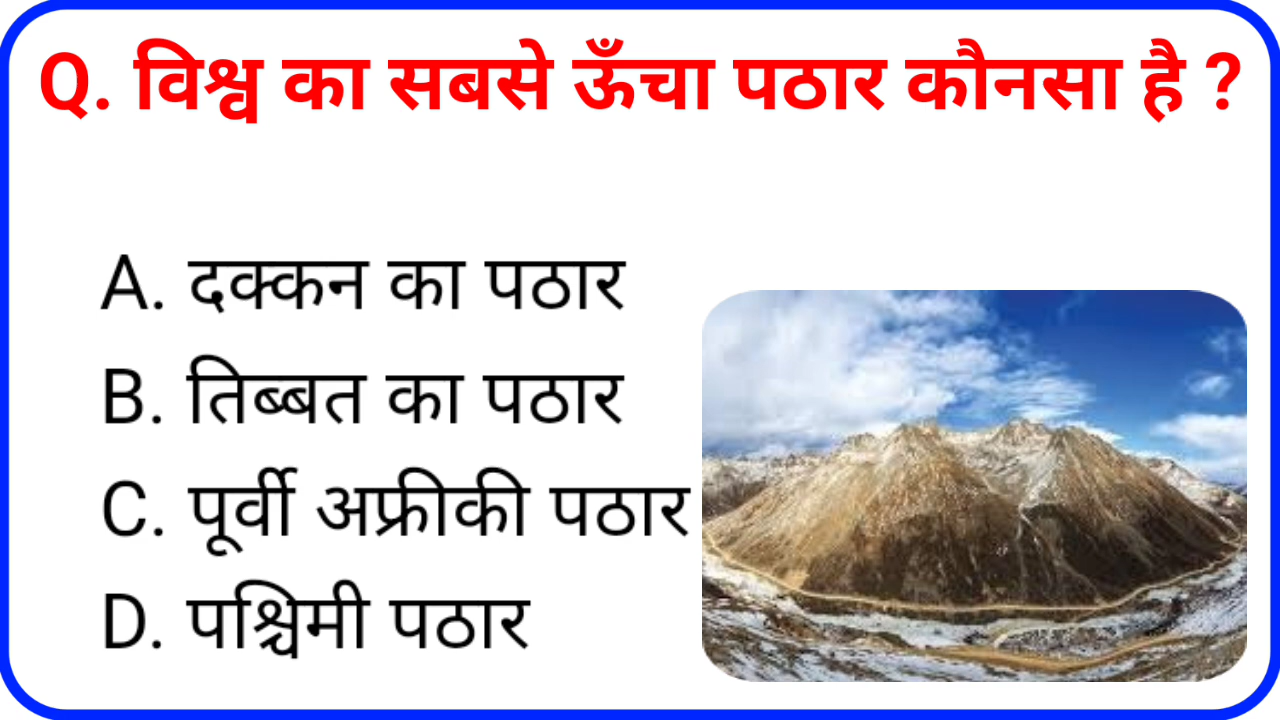 Q. विश्व का सबसे ऊँचा पठार कौनसा है ?
A. दक्कन का पठार
B. तिब्बत का पठार
C. पूर्वी अफ्रीकी पठार
D. पश्चिमी पठार